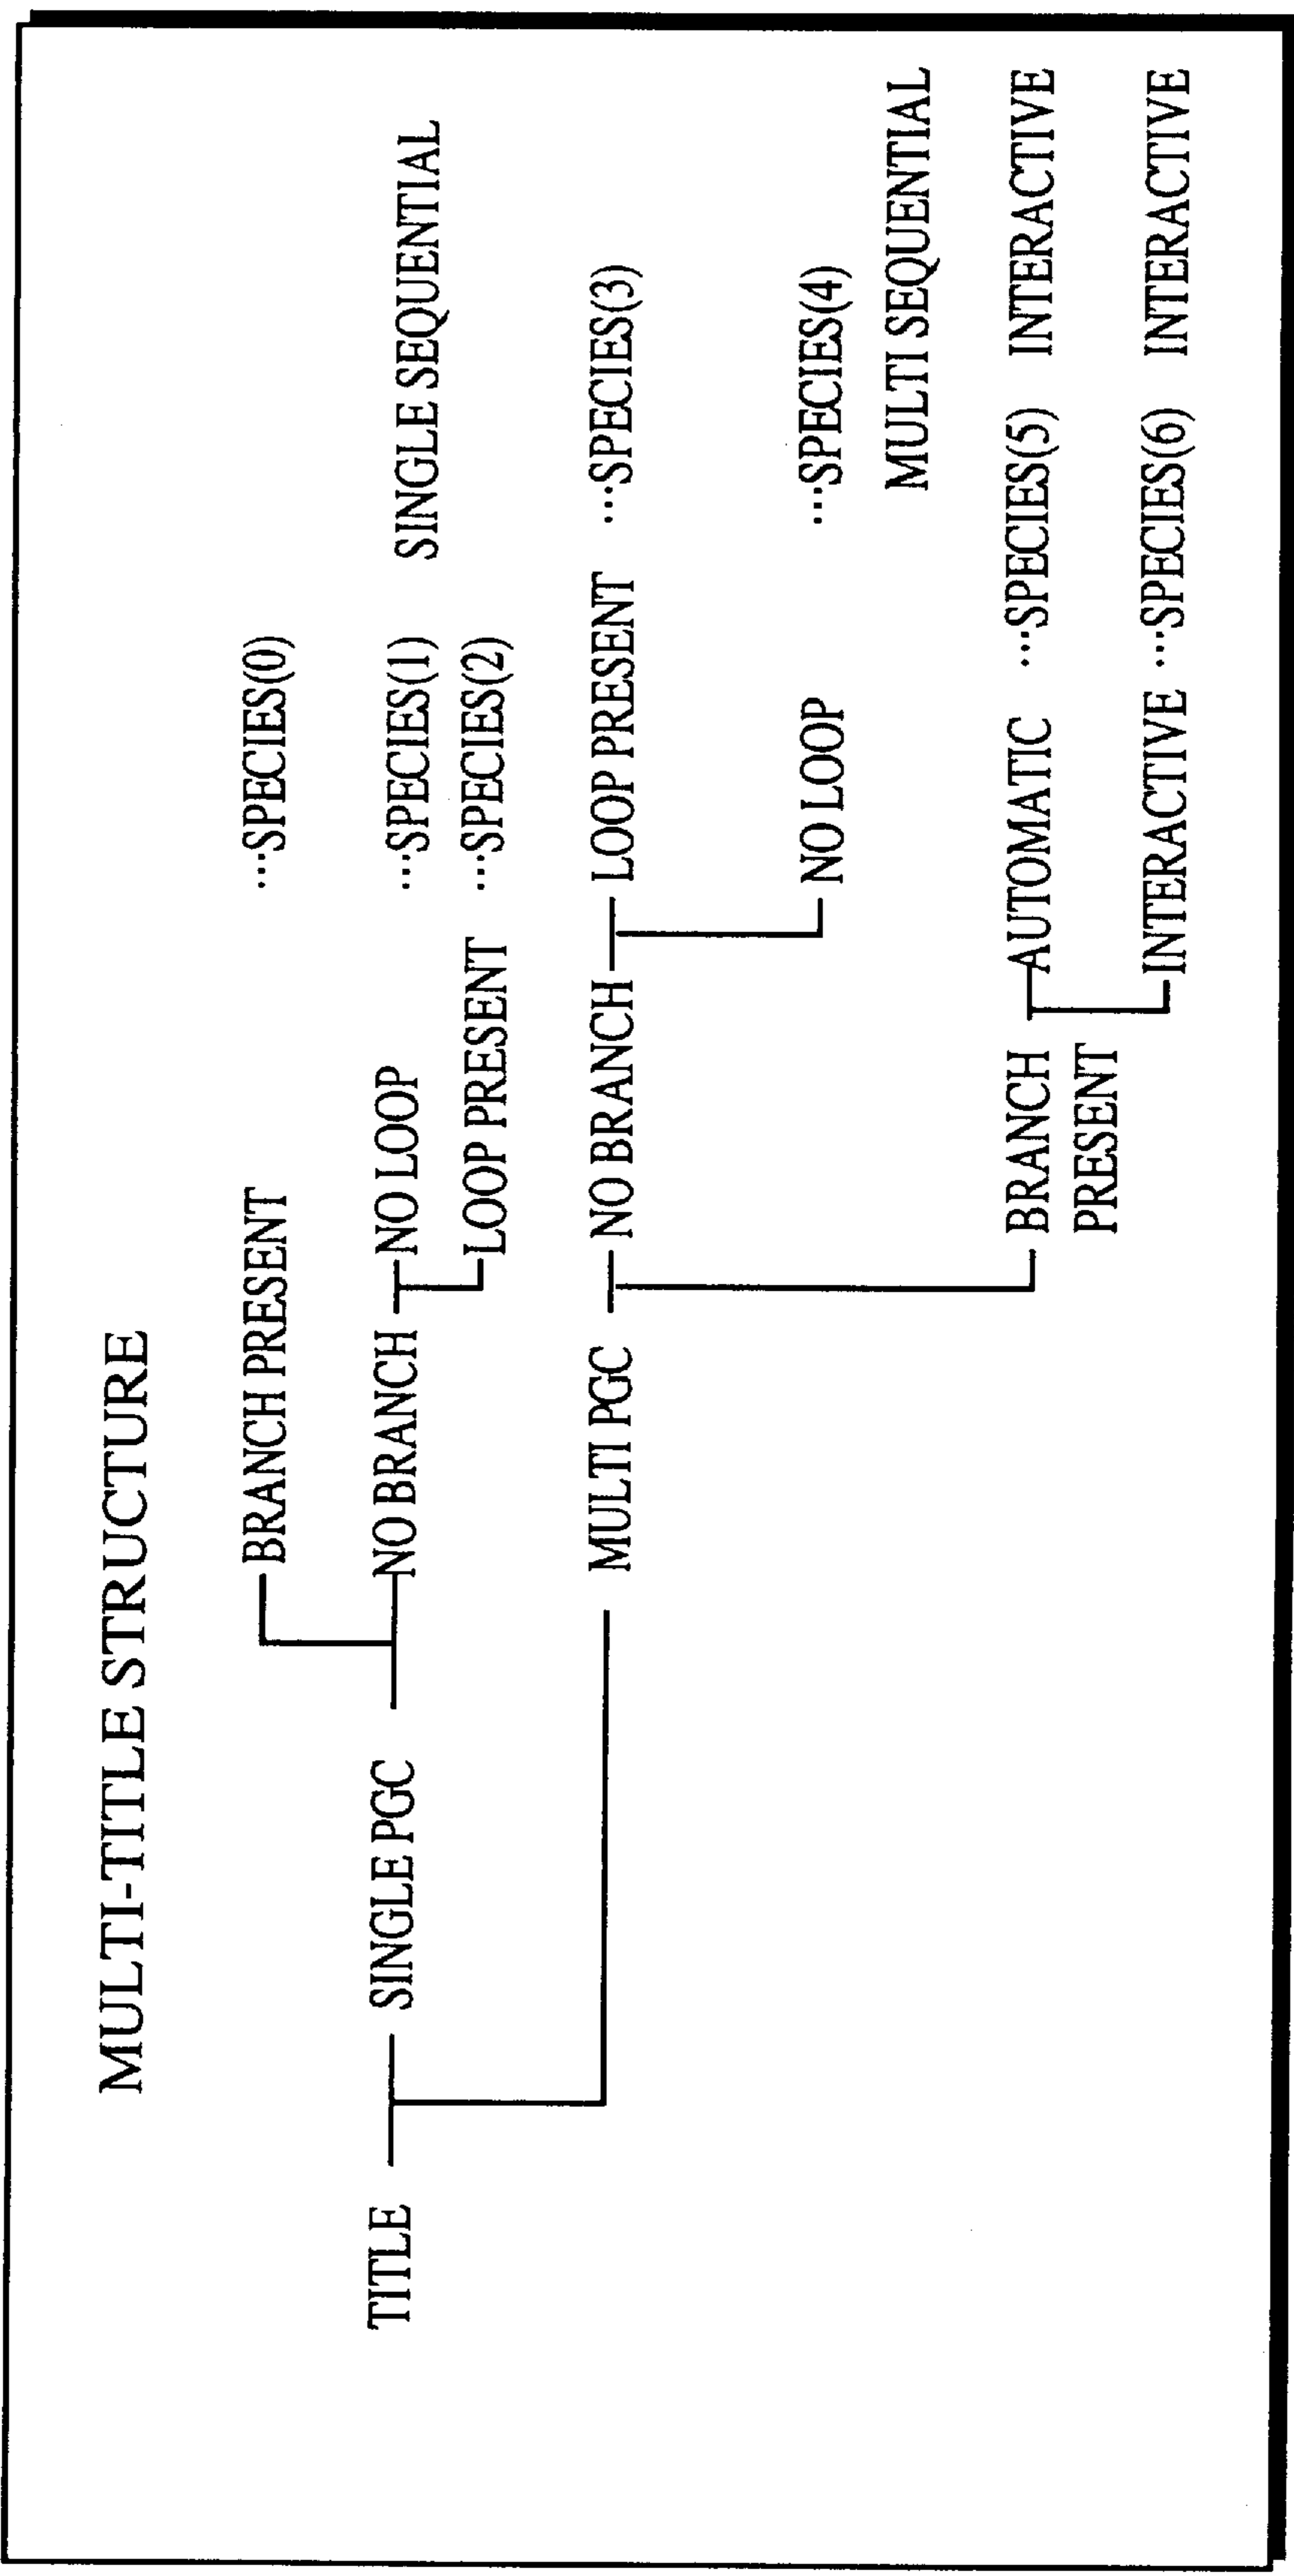 MULTI-TITLE STRUCTURE
BRANCH PRESENT ...SPECIES(0)
TITLE SINGLE PGC NO BRANCH NO LOOP ...SPECIES(1) SINGLE SEQUENTIAL
LOOP PRESENT ...SPECIES(2)
MULTI PGC NO BRANCH LOOP PRESENT ...SPECIES(3)
NO LOOP ...SPECIES(4)
MULTI SEQUENTIAL
BRANCH AUTOMATIC ...SPECIES(5) INTERACTIVE
PRESENT
INTERACTIVE ...SPECIES(6) INTERACTIVE